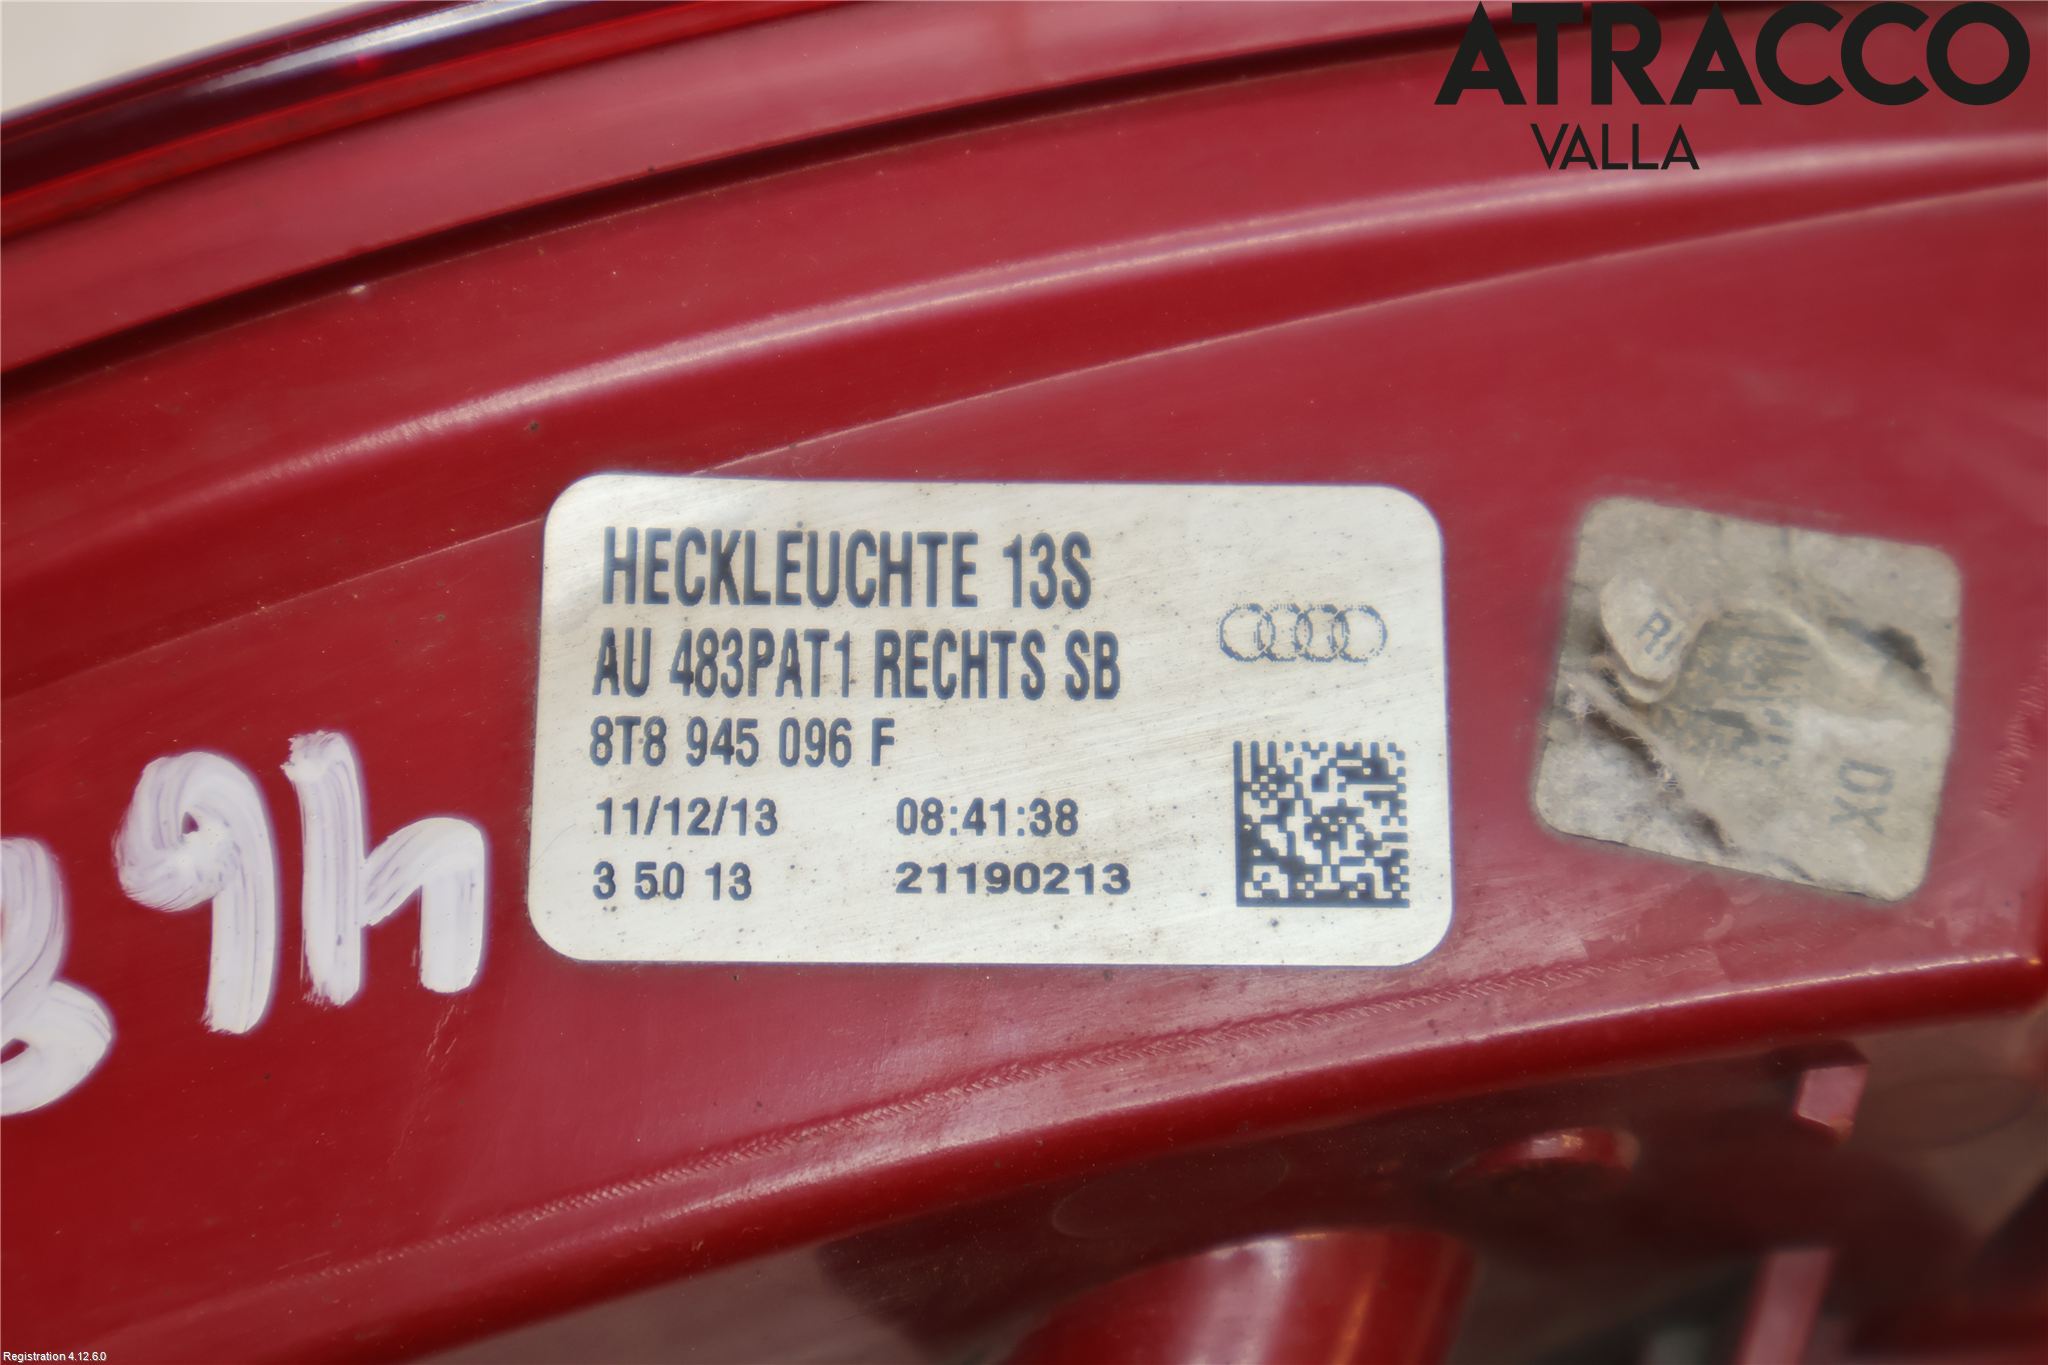 ATRACCO
VALLA
HECKLEUCHTE 13S
AU 483PAT1 RECHTS SB
8T8 945 096 F
11/12/13 08:41:38
3 50 13 21190213
DX
Registration 4.12.6.0